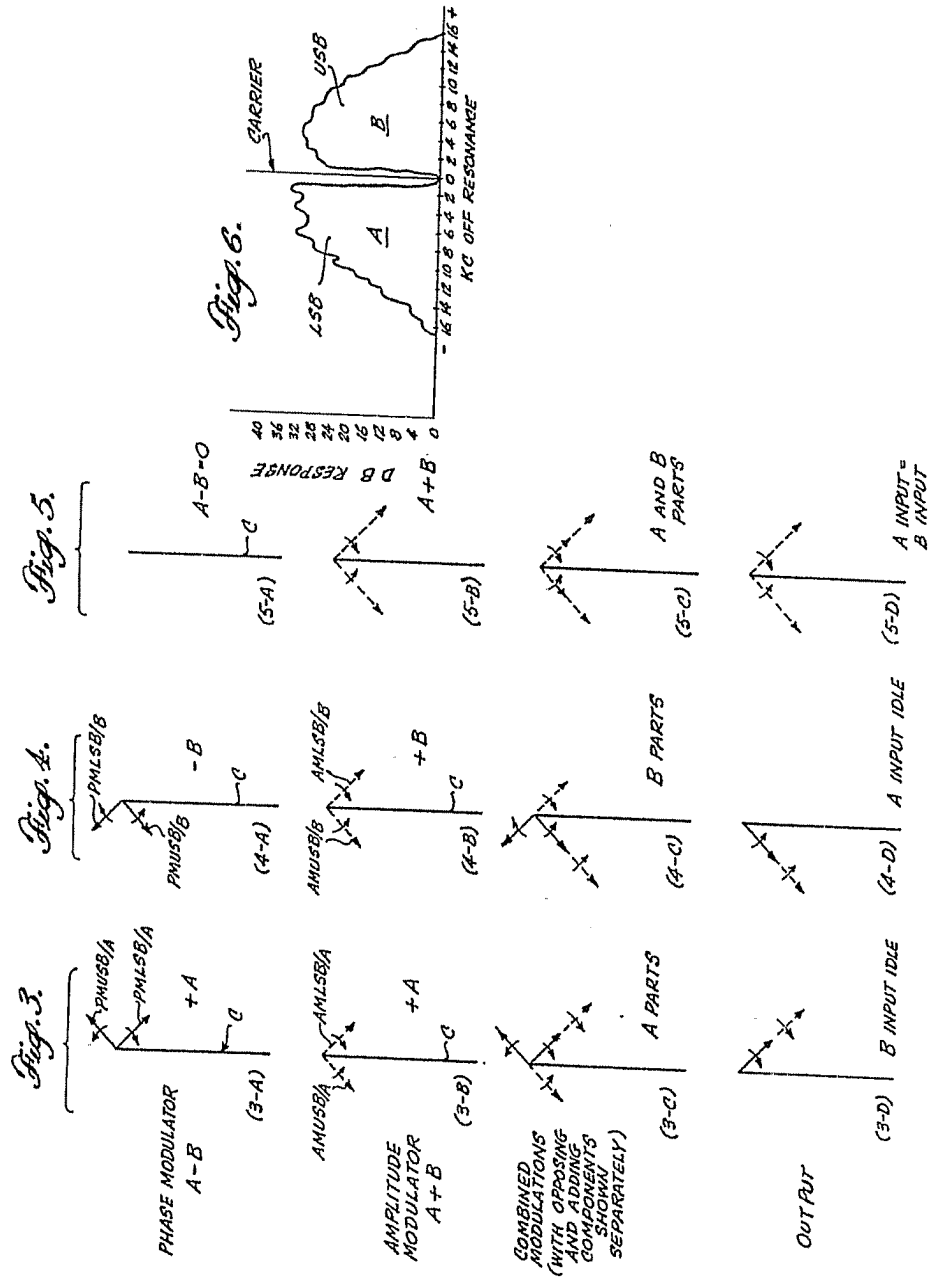 Fig. 3.
Fig. 4.
Fig. 5.
PHASE MODULATOR
A-B
PMUSB/A
PMLSB/A
+A
C
(3-A)
PMLSB/B
PMUSB/B
-B
C
(4-A)
A-B=0
C
(5-A)
AMPLITUDE
MODULATOR
A+B
AMUSB/A
AMLSB/A
+A
C
(3-B)
AMUSB/B
AMLSB/B
+B
C
(4-B)
A+B
(5-B)
COMBINED
MODULATIONS
(WITH OPPOSING
AND ADDING
COMPONENTS
SHOWN
SEPARATELY)
A PARTS
(3-C)
B PARTS
(4-C)
A AND B
PARTS
(5-C)
OUTPUT
B INPUT IDLE
(3-D)
A INPUT IDLE
(4-D)
A INPUT =
B INPUT
(5-D)
Fig. 6.
CARRIER
LSB
USB
A
B
DB RESPONSE
40
36
32
28
24
20
16
12
8
4
0
- 16 14 12 10 8 6 4 2 0 2 4 6 8 10 12 14 16 +
KC OFF RESONANCE